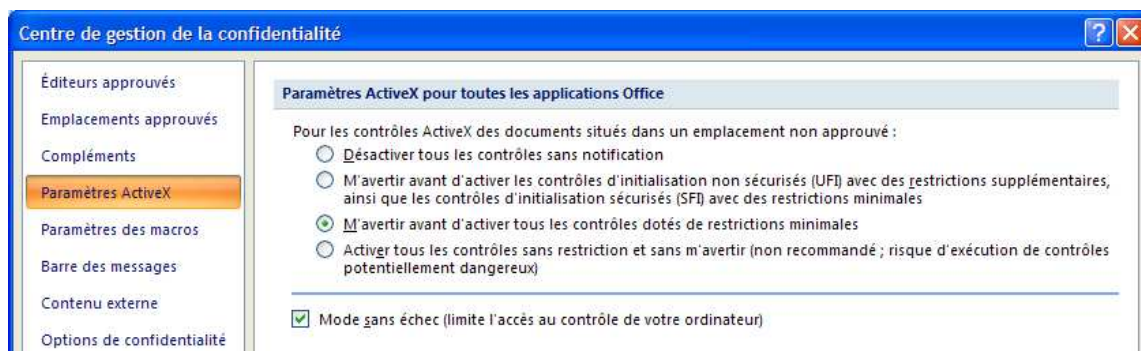 Centre de gestion de la confidentialité
Éditeurs approuvés
Emplacements approuvés
Compléments
Paramètres ActiveX
Paramètres des macros
Barre des messages
Contenu externe
Options de confidentialité
Paramètres ActiveX pour toutes les applications Office
Pour les contrôles ActiveX des documents situés dans un emplacement non approuvé :
Désactiver tous les contrôles sans notification
M'avertir avant d'activer les contrôles d'initialisation non sécurisés (UFI) avec des restrictions supplémentaires,
ainsi que les contrôles d'initialisation sécurisés (SFI) avec des restrictions minimales
M'avertir avant d'activer tous les contrôles dotés de restrictions minimales
Activer tous les contrôles sans restriction et sans m'avertir (non recommandé ; risque d'exécution de contrôles
potentiellement dangereux)
Mode sans échec (limite l'accès au contrôle de votre ordinateur)